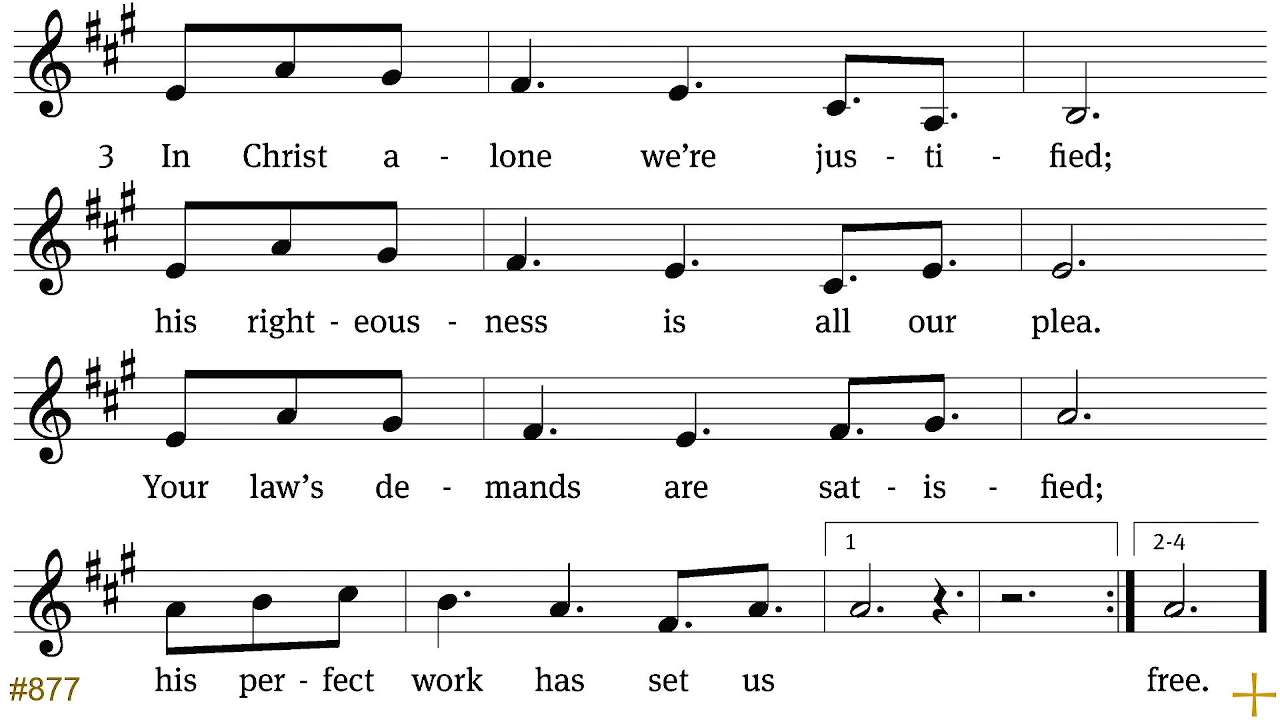 3 In Christ a - lone we're jus - ti - fied;
his right - eous - ness is all our plea.
Your law's de - mands are sat - is - fied;
1 2-4
his per - fect work has set us free.
#877